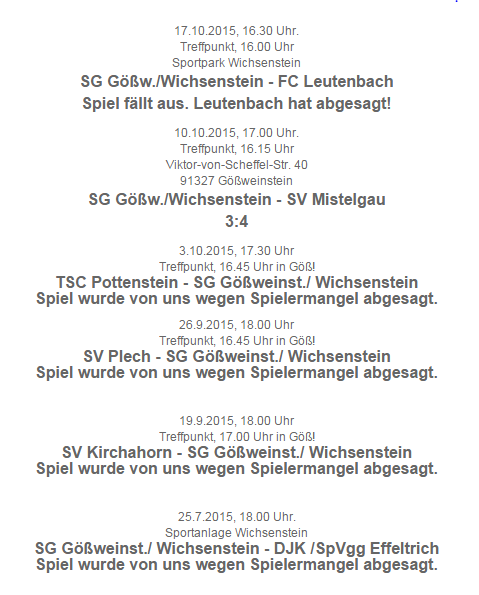 17.10.2015, 16.30 Uhr.
Treffpunkt, 16.00 Uhr
Sportpark Wichsenstein
SG Gößw./Wichsenstein - FC Leutenbach
Spiel fällt aus. Leutenbach hat abgesagt!
10.10.2015, 17.00 Uhr.
Treffpunkt, 16.15 Uhr
Viktor-von-Scheffel-Str. 40
91327 Gößweinstein
SG Gößw./Wichsenstein - SV Mistelgau
3:4
3.10.2015, 17.30 Uhr
Treffpunkt, 16.45 Uhr in Göß!
TSC Pottenstein - SG Gößweinst./ Wichsenstein
Spiel wurde von uns wegen Spielermangel abgesagt.
26.9.2015, 18.00 Uhr
Treffpunkt, 16.45 Uhr in Göß!
SV Plech - SG Gößweinst./ Wichsenstein
Spiel wurde von uns wegen Spielermangel abgesagt.
19.9.2015, 18.00 Uhr
Treffpunkt, 17.00 Uhr in Göß!
SV Kirchahorn - SG Gößweinst./ Wichsenstein
Spiel wurde von uns wegen Spielermangel abgesagt.
25.7.2015, 18.00 Uhr.
Sportanlage Wichsenstein
SG Gößweinst./ Wichsenstein - DJK /SpVgg Effeltrich
Spiel wurde von uns wegen Spielermangel abgesagt.